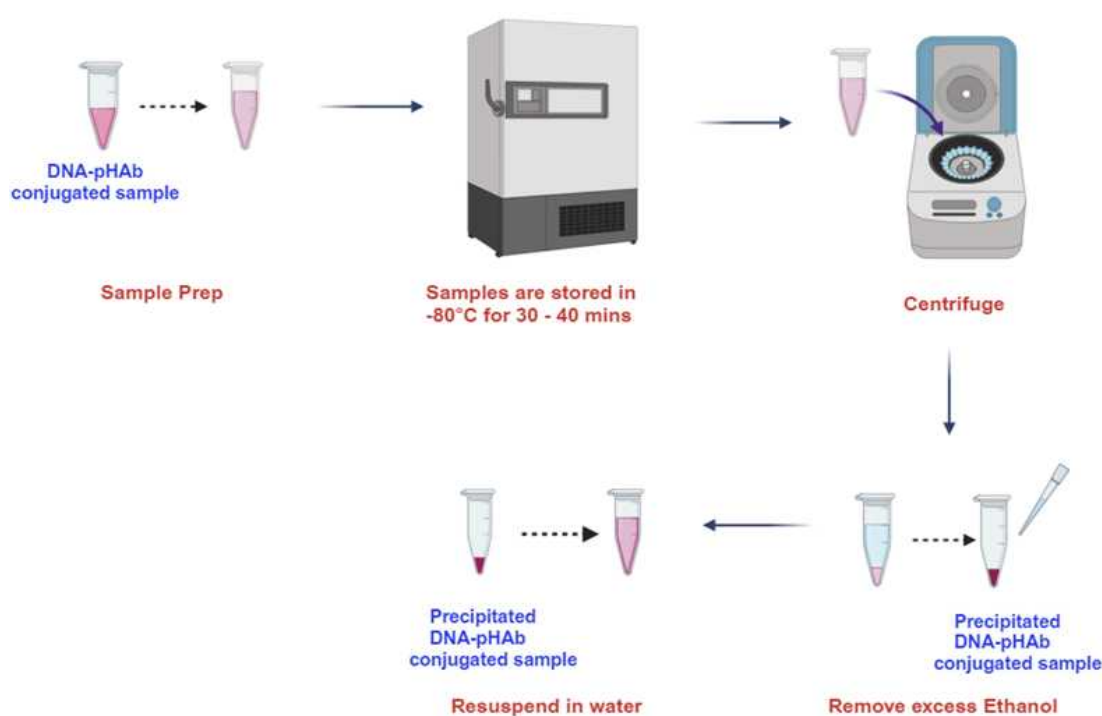 DNA-pHAb
conjugated sample
Sample Prep
Samples are stored in
-80°C for 30 - 40 mins
Centrifuge
Precipitated
DNA-pHAb
conjugated sample
Remove excess Ethanol
Precipitated
DNA-pHAb
conjugated sample
Resuspend in water